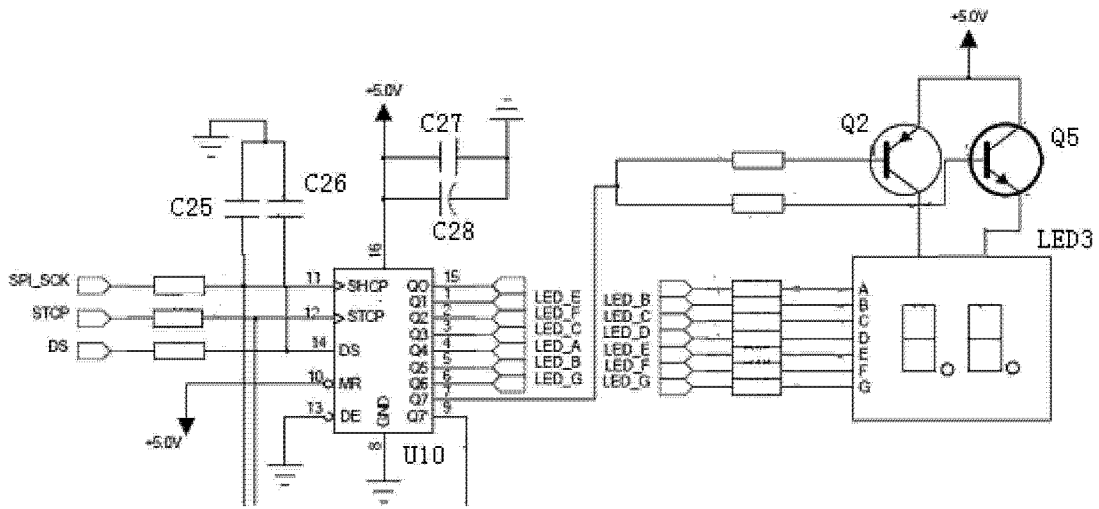 +5.0V
+5.0V
C27
Q2
Q5
C26
C25
C28
LED3
16
SPI_SCK
11
SHCP
Q0
15
STCP
12
STCP
Q1
1
LED_E
Q2
LED_F
DS
14
DS
Q3
3
LED_C
Q4
4
LED_A
10
MR
Q5
5
LED_B
Q6
6
LED_G
13
DE
Q7
Q7'
9
GND
8
U10
+5.0V
LED_B
LED_C
LED_D
LED_E
LED_F
LED_G
A
B
C
D
E
F
G